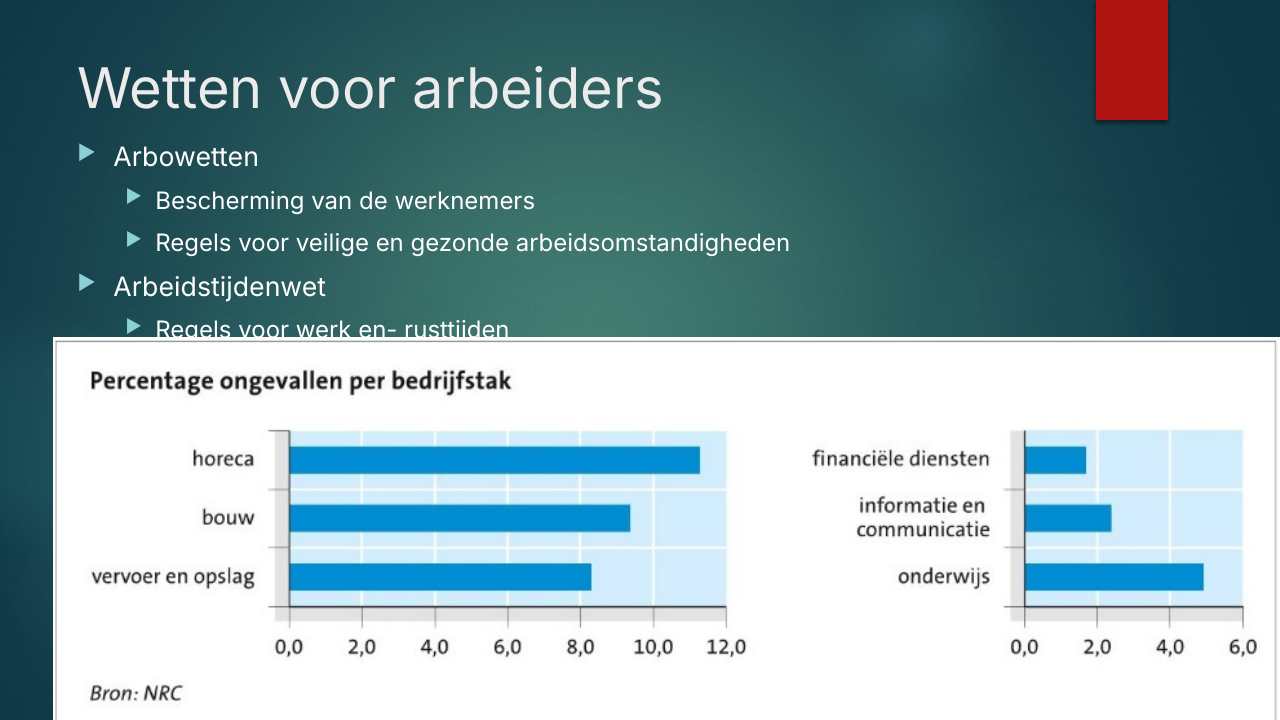 Wetten voor arbeiders
Arbowetten
Bescherming van de werknemers
Regels voor veilige en gezonde arbeidsomstandigheden
Arbeidstijdenwet
Regels voor werk en- rusttijden
Percentage ongevallen per bedrijfstak
horeca
bouw
vervoer en opslag
0,0 2,0 4,0 6,0 8,0 10,0 12,0
financiële diensten
informatie en
communicatie
onderwijs
0,0 2,0 4,0 6,0
Bron: NRC